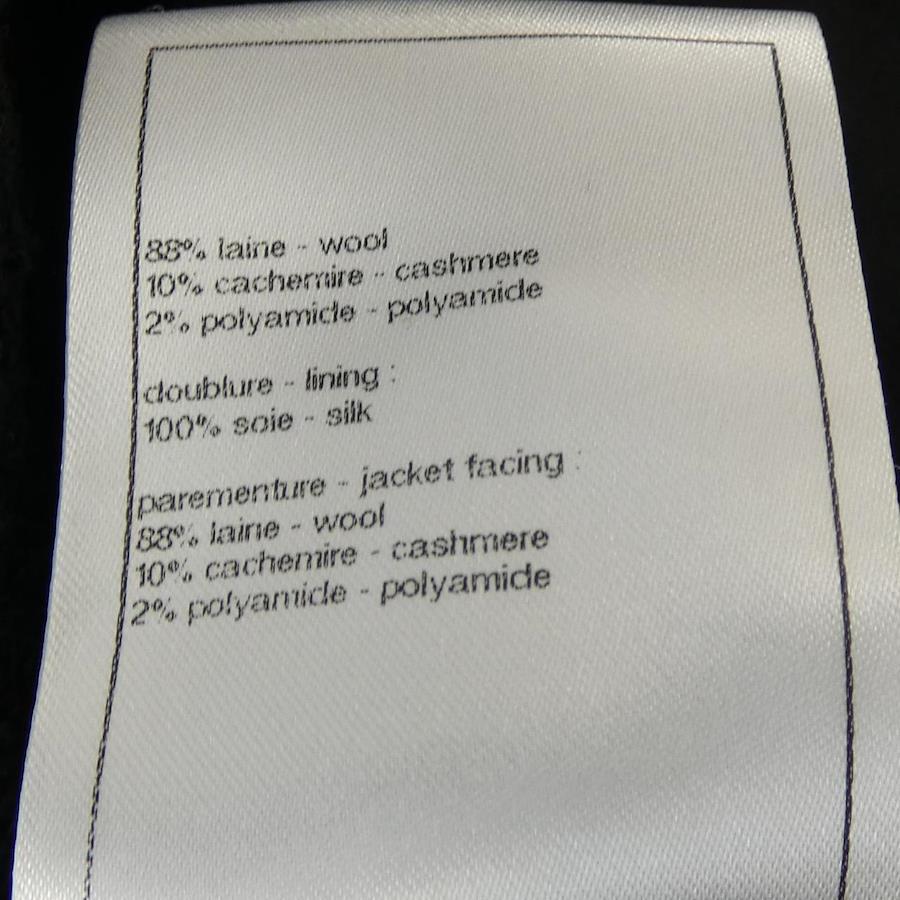 88% laine - wool
10% cachemire - cashmere
2% polyamide - polyamide
doublure - lining :
100% soie - silk
parementure - jacket facing :
88% laine - wool
10% cachemire - cashmere
2% polyamide - polyamide